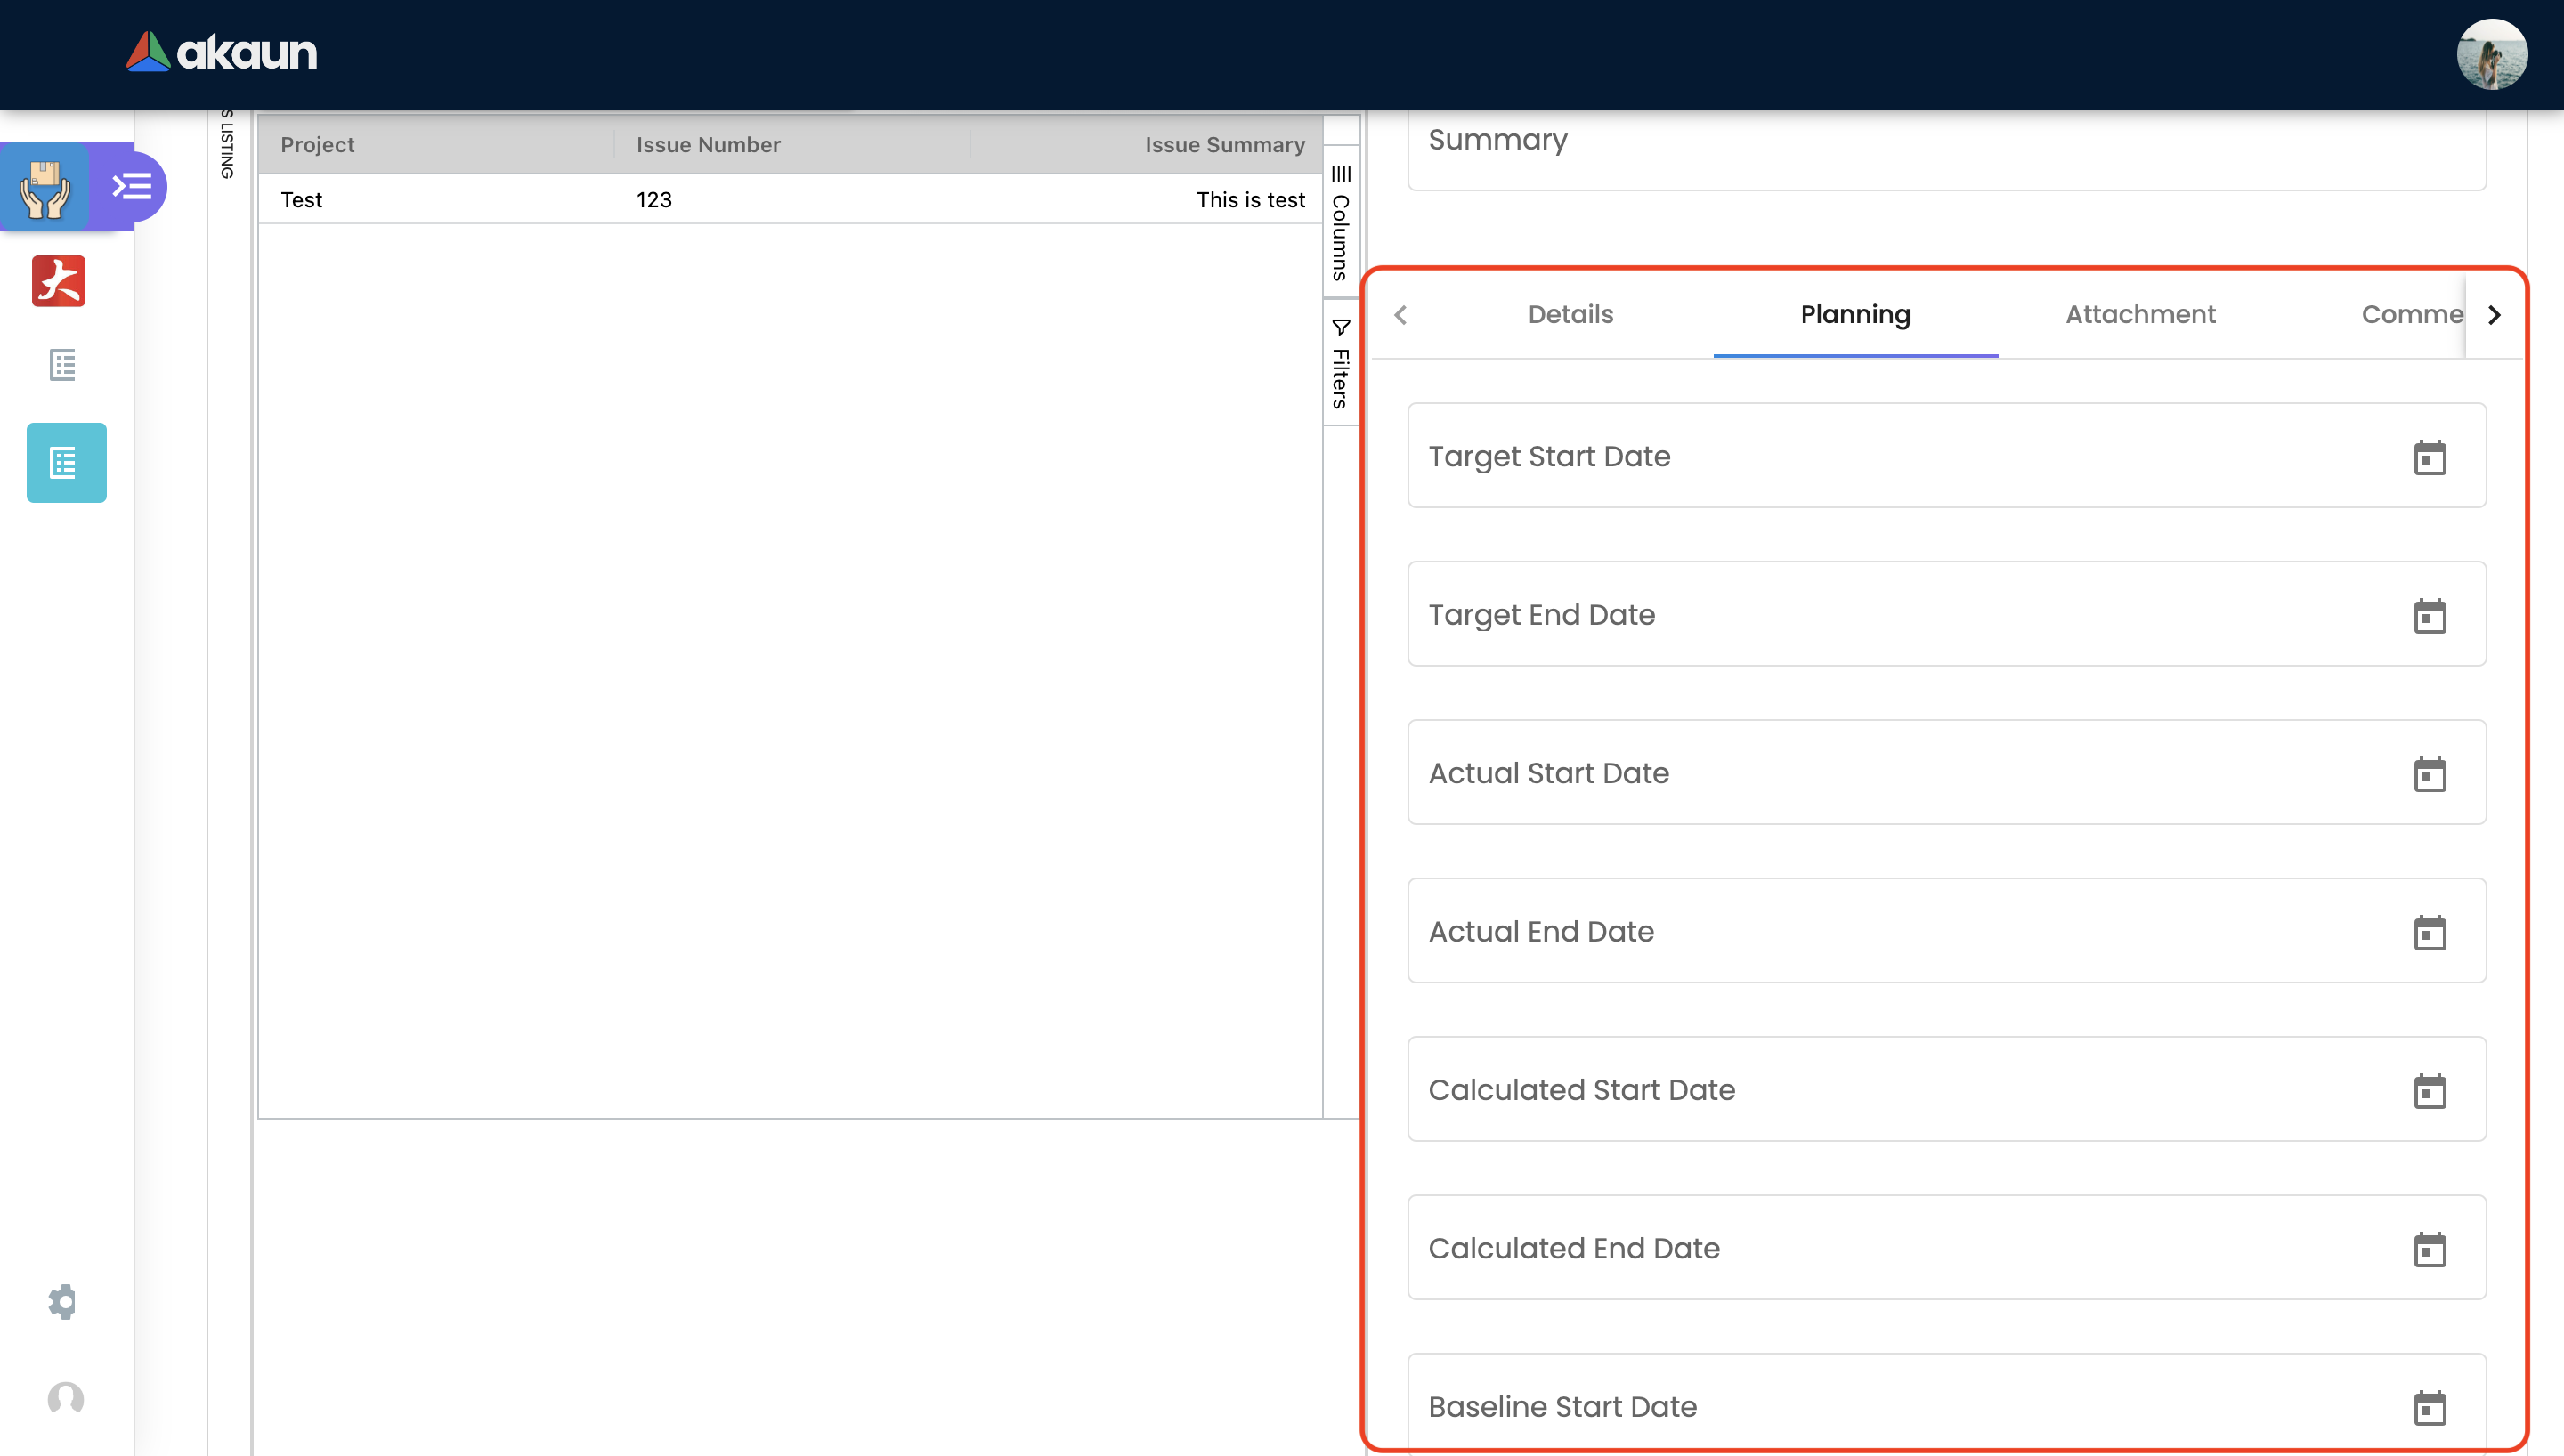 akaun
S LISTING
Project Issue Number Issue Summary
Test 123 This is test
Columns
Filters
Summary
Details Planning Attachment Comme
Target Start Date
Target End Date
Actual Start Date
Actual End Date
Calculated Start Date
Calculated End Date
Baseline Start Date